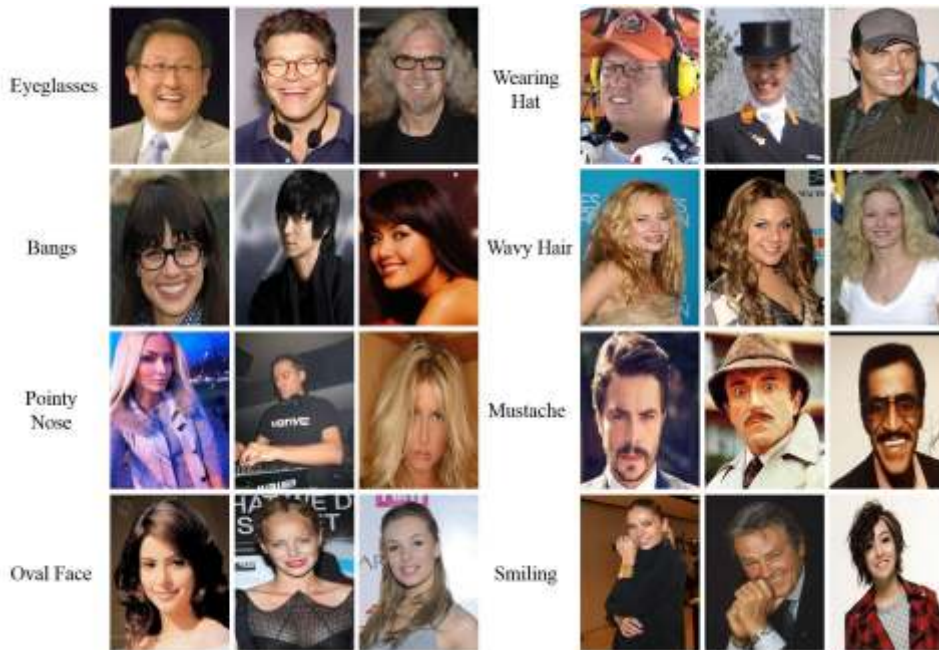 Eyeglasses
Wearing
Hat
Bangs
Wavy Hair
Pointy
Nose
Mustache
Oval Face
Smiling